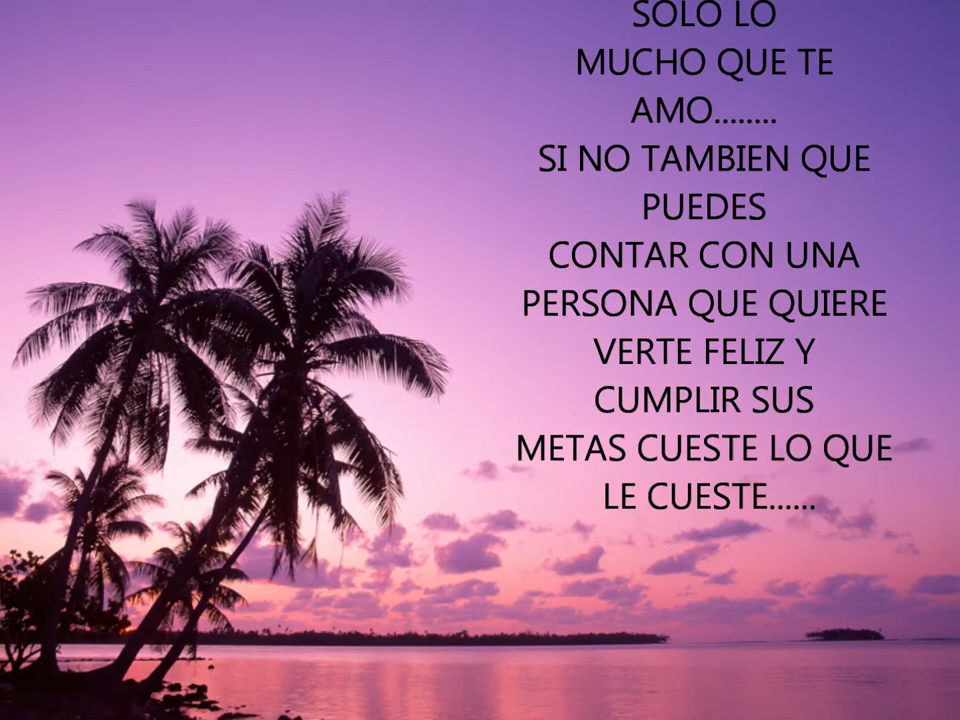 SOLO LO
MUCHO QUE TE
AMO........
SI NO TAMBIEN QUE
PUEDES
CONTAR CON UNA
PERSONA QUE QUIERE
VERTE FELIZ Y
CUMPLIR SUS
METAS CUESTE LO QUE
LE CUESTE......